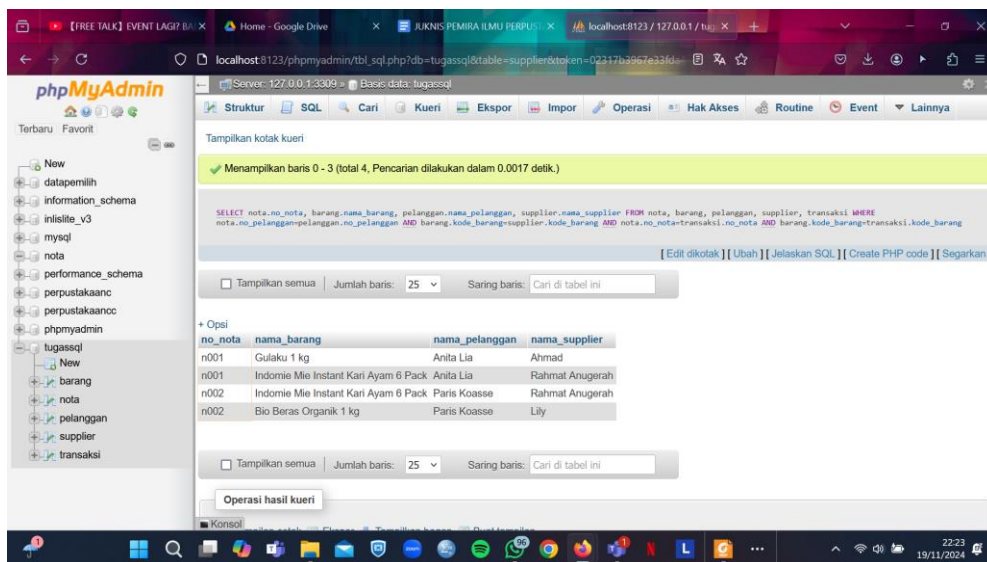 【FREE TALK】 EVENT LAGI? BA
Home - Google Drive
JUKNIS PEMIRA ILMU PERPUST
localhost:8123 / 127.0.0.1 / tug
localhost:8123/phpmyadmin/tbl_sql.php?db=tugassql&table=supplier&token=02317b3967e33fda
phpMyAdmin
Terbaru Favorit
New
datapemilih
information_schema
inlislite_v3
mysql
nota
performance_schema
perpustakaanc
perpustakaancc
phpmyadmin
tugassql
New
barang
nota
pelanggan
supplier
transaksi
Server: 127.0.0.1:3309 » Basis data: tugassql
Struktur SQL Cari Kueri Ekspor Impor Operasi Hak Akses Routine Event Lainnya
Tampilkan kotak kueri
Menampilkan baris 0 - 3 (total 4, Pencarian dilakukan dalam 0.0017 detik.)
SELECT nota.no_nota, barang.nama_barang, pelanggan.nama_pelanggan, supplier.nama_supplier FROM nota, barang, pelanggan, supplier, transaksi WHERE
nota.no_pelanggan=pelanggan.no_pelanggan AND barang.kode_barang=supplier.kode_barang AND nota.no_nota=transaksi.no_nota AND barang.kode_barang=transaksi.kode_barang
[ Edit dikotak ] [ Ubah ] [ Jelaskan SQL ] [ Create PHP code ] [ Segarkan
Tampilkan semua Jumlah baris: 25 Saring baris: Cari di tabel ini
+ Opsi
no_nota nama_barang nama_pelanggan nama_supplier
n001 Gulaku 1 kg Anita Lia Ahmad
n001 Indomie Mie Instant Kari Ayam 6 Pack Anita Lia Rahmat Anugerah
n002 Indomie Mie Instant Kari Ayam 6 Pack Paris Koasse Rahmat Anugerah
n002 Bio Beras Organik 1 kg Paris Koasse Lily
Tampilkan semua Jumlah baris: 25 Saring baris: Cari di tabel ini
Operasi hasil kueri
Konsol
96
22:23
19/11/2024